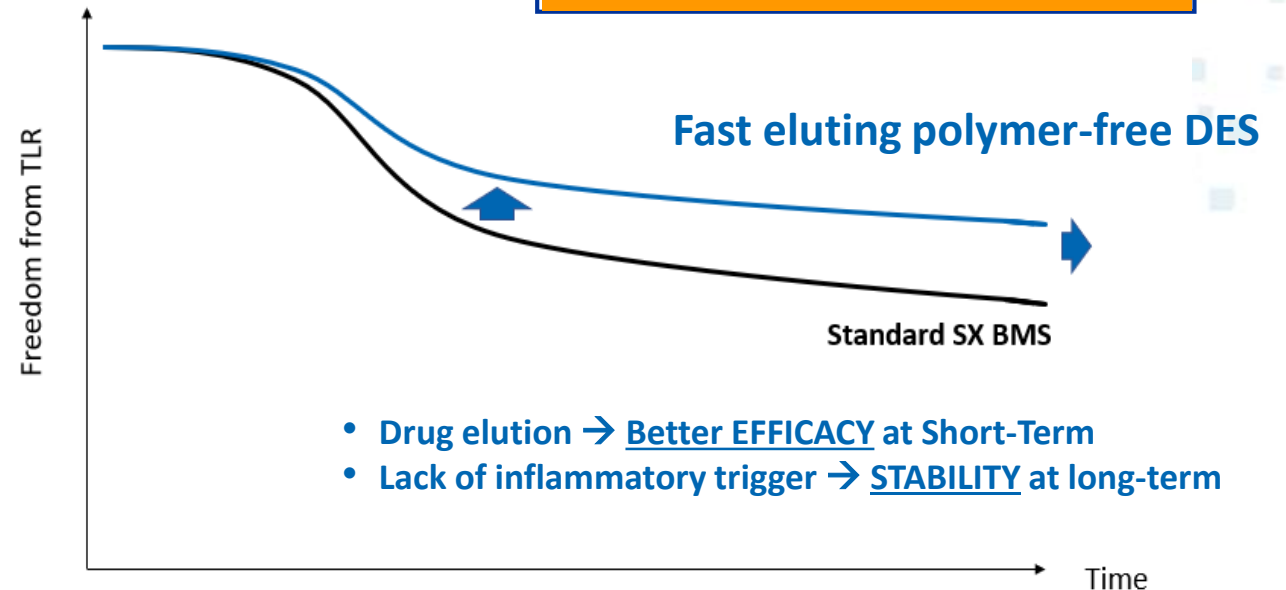 Freedom from TLR
Fast eluting polymer-free DES
Standard SX BMS
• Drug elution → Better EFFICACY at Short-Term
• Lack of inflammatory trigger → STABILITY at long-term
Time